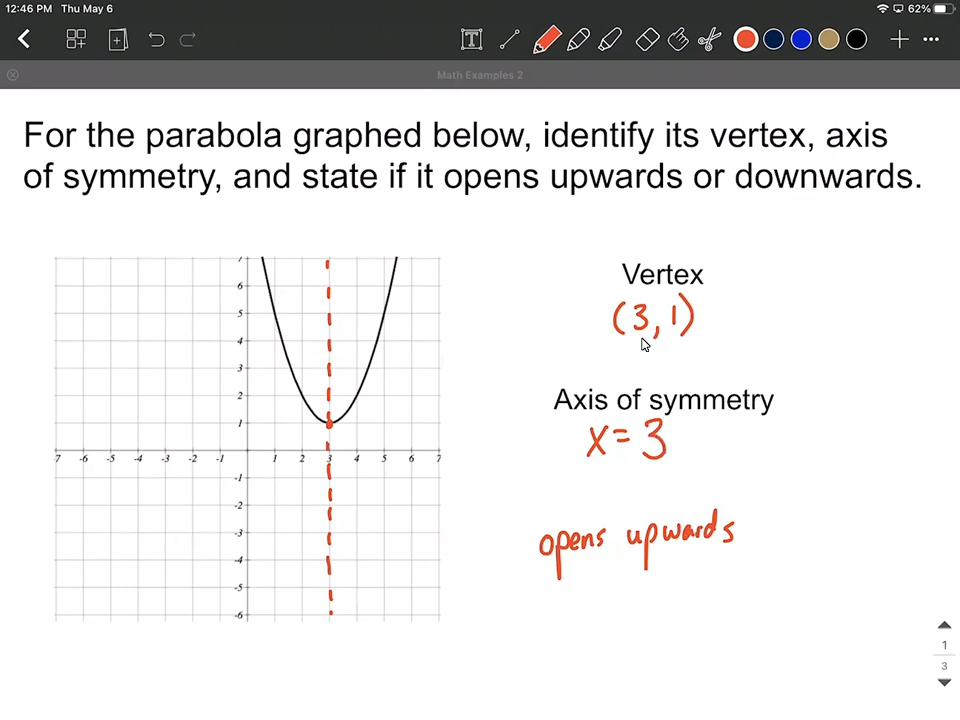 12:46 PM Thu May 6
62%
T
Math Examples 2
For the parabola graphed below, identify its vertex, axis
of symmetry, and state if it opens upwards or downwards.
7
6
5
4
3
2
1
7 -6 -5 -4 -3 -2 -1 1 2 3 4 5 6 7
-1
-2
-3
-4
-5
-6
Vertex
(3,1)
Axis of symmetry
x=3
opens upwards
1
3